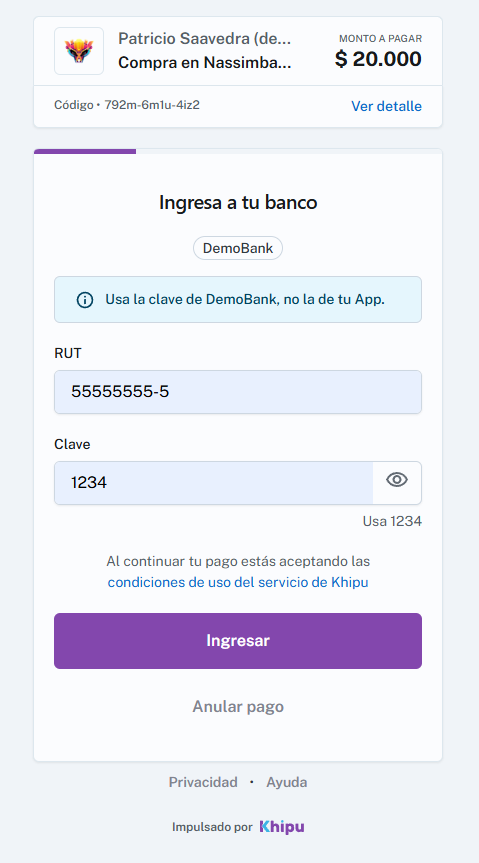 Patricio Saavedra (de...
MONTO A PAGAR
Compra en Nassimba...
$ 20.000
Código • 792m-6m1u-4iz2
Ver detalle
Ingresa a tu banco
DemoBank
Usa la clave de DemoBank, no la de tu App.
RUT
55555555-5
Clave
1234
Usa 1234
Al continuar tu pago estás aceptando las
condiciones de uso del servicio de Khipu
Ingresar
Anular pago
Privacidad • Ayuda
Impulsado por Khipu